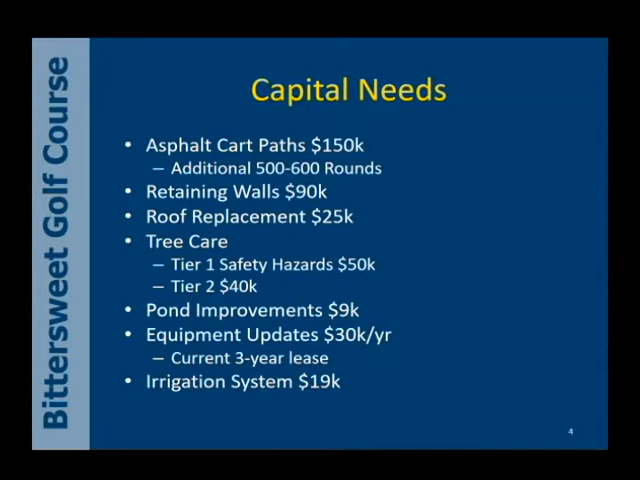 Bittersweet Golf Course
Capital Needs
• Asphalt Cart Paths $150k
– Additional 500-600 Rounds
• Retaining Walls $90k
• Roof Replacement $25k
• Tree Care
– Tier 1 Safety Hazards $50k
– Tier 2 $40k
• Pond Improvements $9k
• Equipment Updates $30k/yr
– Current 3-year lease
• Irrigation System $19k
4